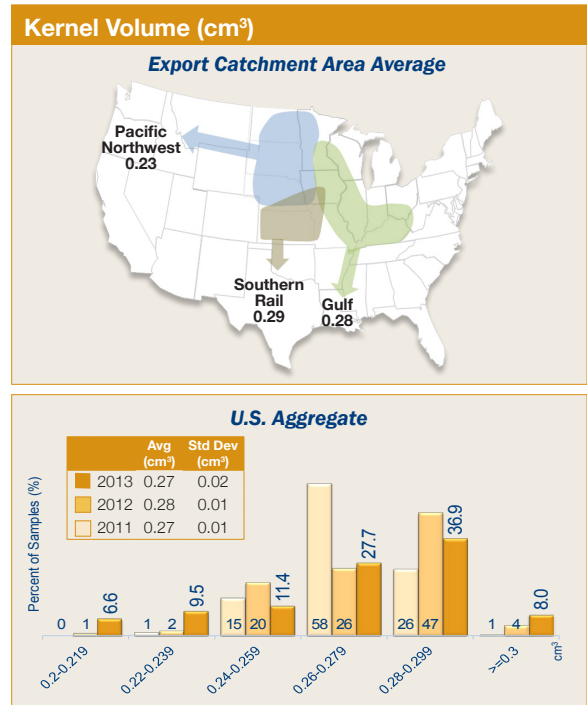 Kernel Volume (cm³)
Export Catchment Area Average
Pacific
Northwest
0.23
Southern
Rail
0.29
Gulf
0.28
U.S. Aggregate
Avg Std Dev
(cm³) (cm³)
2013 0.27 0.02
2012 0.28 0.01
2011 0.27 0.01
Percent of Samples (%)
0 1 6.6
1 2 9.5
15 20 11.4
58 26 27.7
26 47 36.9
1 4 8.0
0.2-0.219 0.22-0.239 0.24-0.259 0.26-0.279 0.28-0.299 >=0.3 cm³